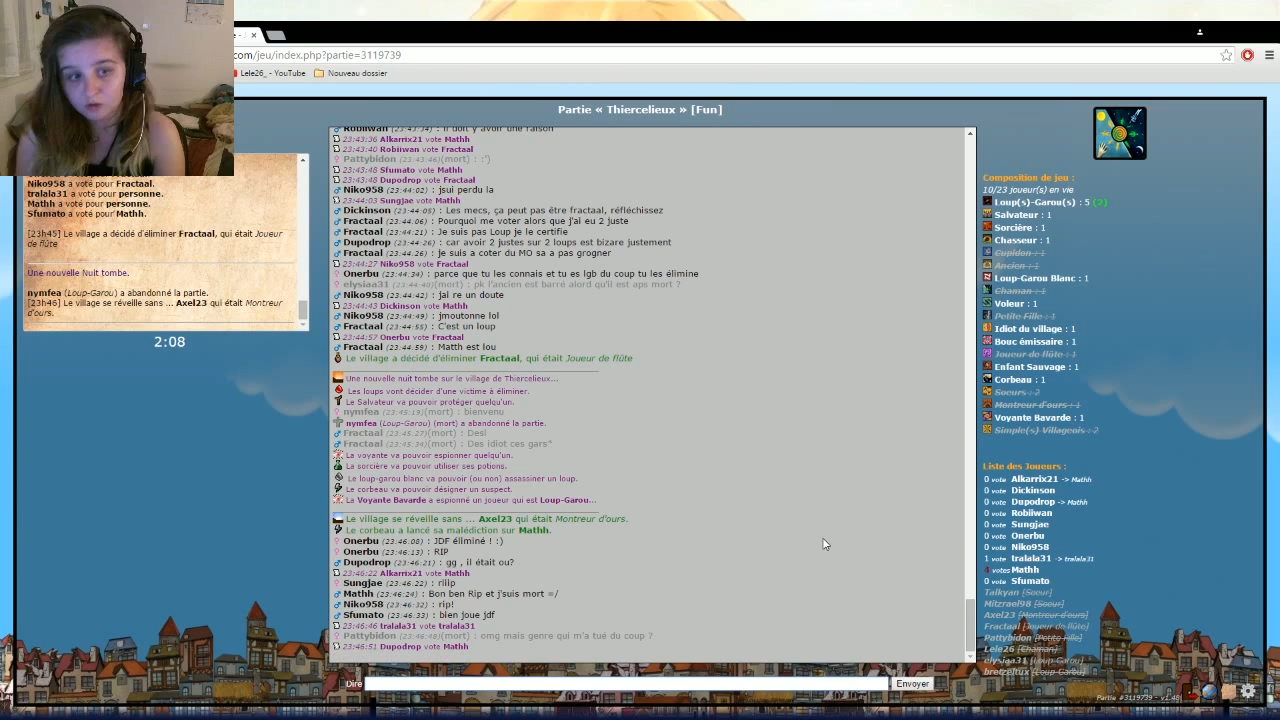 .com/jeu/index.php?partie=3119739
Lele26_ - YouTube
Nouveau dossier
Partie « Thiercelieux » [Fun]
Niko958 a voté pour Fractaal.
tralala31 a voté pour personne.
Mathh a voté pour personne.
Sfumato a voté pour Mathh.
[23h45] Le village a décidé d'éliminer Fractaal, qui était Joueur
de flûte
Une nouvelle Nuit tombe.
nymfea (Loup-Garou) a abandonné la partie.
[23h46] Le village se réveille sans ... Axel23 qui était Montreur
d'ours.
2:08
Robiiwan (23:43:34) : il doit y avoir une raison
23:43:36 Alkarrix21 vote Mathh
23:43:40 Robiiwan vote Fractaal
Pattybidon (23:43:46)(mort) : :')
23:43:48 Sfumato vote Mathh
23:43:48 Dupodrop vote Fractaal
Niko958 (23:44:02) : jsui perdu la
23:44:03 Sungjae vote Mathh
Dickinson (23:44:05) : Les mecs, ça peut pas être fractaal, réfléchissez
Fractaal (23:44:06) : Pourquoi me voter alors que j'ai eu 2 juste
Fractaal (23:44:21) : Je suis pas Loup je le certifie
Dupodrop (23:44:26) : car avoir 2 justes sur 2 loups est bizare justement
Fractaal (23:44:26) : je suis a coter du MO sa a pas grogner
23:44:27 Niko958 vote Fractaal
Onerbu (23:44:34) : parce que tu les connais et tu es lgb du coup tu les élimine
elysiaa31 (23:44:40)(mort) : pk l'ancien est barré alord qu'il est aps mort ?
Niko958 (23:44:42) : jai re un doute
23:44:43 Dickinson vote Mathh
Niko958 (23:44:49) : jmoutonne lol
Fractaal (23:44:55) : C'est un loup
23:44:57 Onerbu vote Fractaal
Fractaal (23:44:59) : Matth est lou
Le village a décidé d'éliminer Fractaal, qui était Joueur de flûte
Une nouvelle nuit tombe sur le village de Thiercelieux...
Les loups vont décider d'une victime à éliminer.
Le Salvateur va pouvoir protéger quelqu'un.
nymfea (23:45:19)(mort) : bienvenu
nymfea (Loup-Garou) (mort) a abandonné la partie.
Fractaal (23:45:27)(mort) : Desl
Fractaal (23:45:34)(mort) : Des idiot ces gars"
La voyante va pouvoir espionner quelqu'un.
La sorcière va pouvoir utiliser ses potions.
Le loup-garou blanc va pouvoir (ou non) assassiner un loup.
Le corbeau va pouvoir désigner un suspect.
La Voyante Bavarde a espionné un joueur qui est Loup-Garou...
Le village se réveille sans ... Axel23 qui était Montreur d'ours.
Le corbeau a lancé sa malédiction sur Mathh.
Onerbu (23:46:08) : JDF éliminé ! :)
Onerbu (23:46:13) : RIP
Dupodrop (23:46:21) : gg , il était ou?
23:46:22 Alkarrix21 vote Mathh
Sungjae (23:46:22) : riiip
Mathh (23:46:24) : Bon ben Rip et j'suis mort =/
Niko958 (23:46:32) : rip!
Sfumato (23:46:33) : bien joue jdf
23:46:46 tralala31 vote tralala31
Pattybidon (23:46:48)(mort) : omg mais genre qui m'a tué du coup ?
23:46:51 Dupodrop vote Mathh
Dire
Envoyer
Composition de jeu :
10/23 joueur(s) en vie
Loup(s)-Garou(s) : 5 (2)
Salvateur : 1
Sorcière : 1
Chasseur : 1
Cupidon : 1
Ancien : 1
Loup-Garou Blanc : 1
Chaman : 1
Voleur : 1
Petite Fille : 1
Idiot du village : 1
Bouc émissaire : 1
Joueur de flûte : 1
Enfant Sauvage : 1
Corbeau : 1
Soeurs : 2
Montreur d'ours : 1
Voyante Bavarde : 1
Simple(s) Villageois : 2
Liste des Joueurs :
0 vote Alkarrix21 -> Mathh
0 vote Dickinson
0 vote Dupodrop -> Mathh
0 vote Robiiwan
0 vote Sungjae
0 vote Onerbu
0 vote Niko958
1 vote tralala31 -> tralala31
4 votes Mathh
0 vote Sfumato
Taikyan [Soeur]
Mitzrael98 [Soeur]
Axel23 [Montreur d'ours]
Fractaal [Joueur de flûte]
Pattybidon [Petite Fille]
Lele26 [Chaman]
elysiaa31 [Loup-Garou]
bretzeltux [Loup-Garou]
Partie #3119739 - v1.48